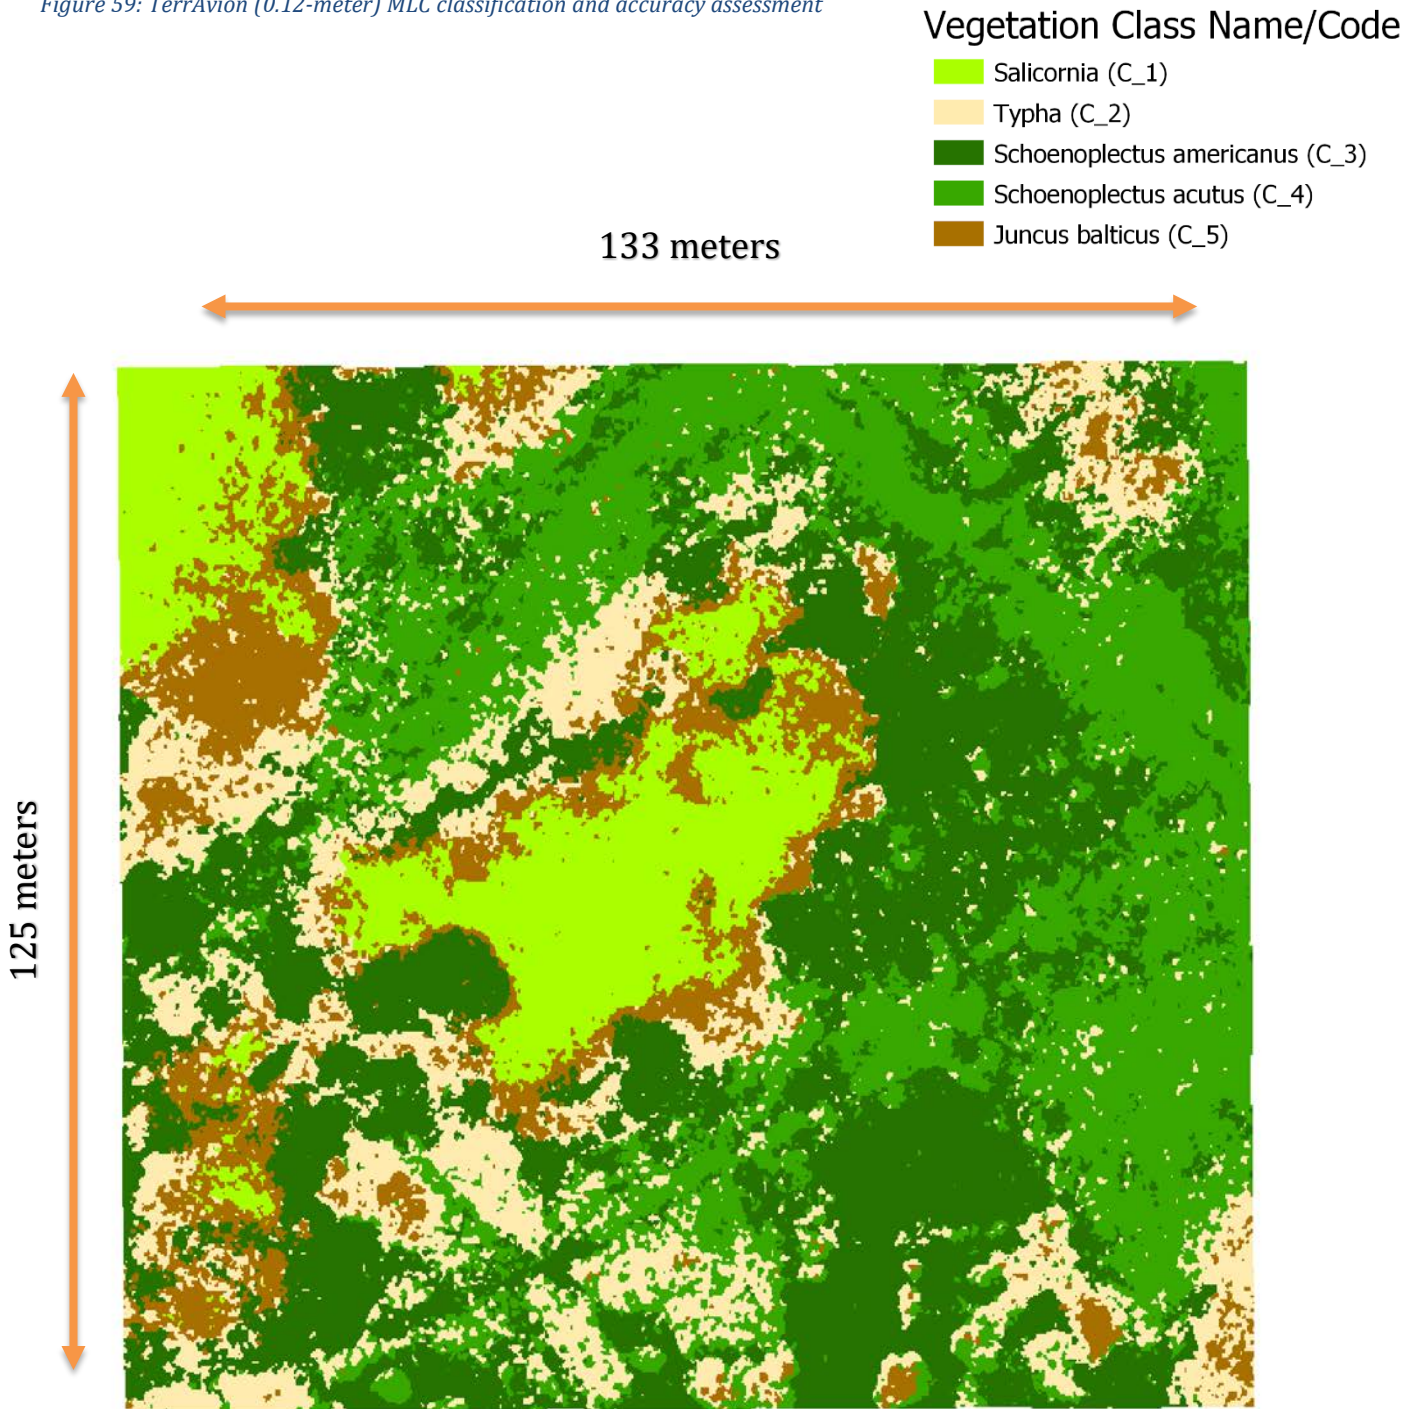 Figure 59: TerrAvion (0.12-meter) MLC classification and accuracy assessment
Vegetation Class Name/Code
Salicornia (C_1)
Typha (C_2)
Schoenoplectus americanus (C_3)
Schoenoplectus acutus (C_4)
Juncus balticus (C_5)
133 meters
125 meters